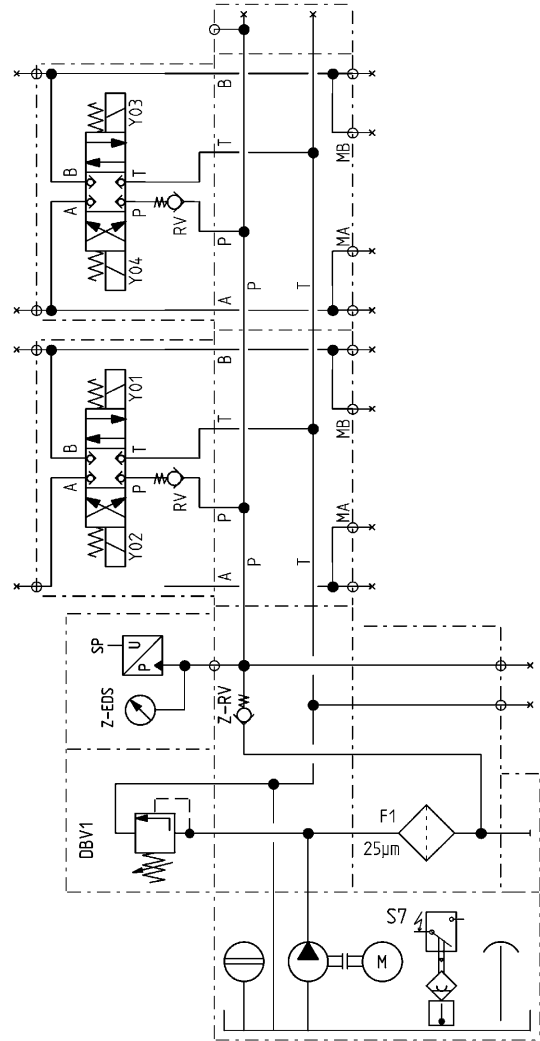 B
Y03
B
T
T
A
P
RV
MB
Y04
P
MA
A
P
T
B
Y01
B
T
T
A
P
RV
MB
Y02
P
MA
A
P
T
SP
U
P
Z-EDS
Z-RV
DBV1
F1
25µm
S7
M